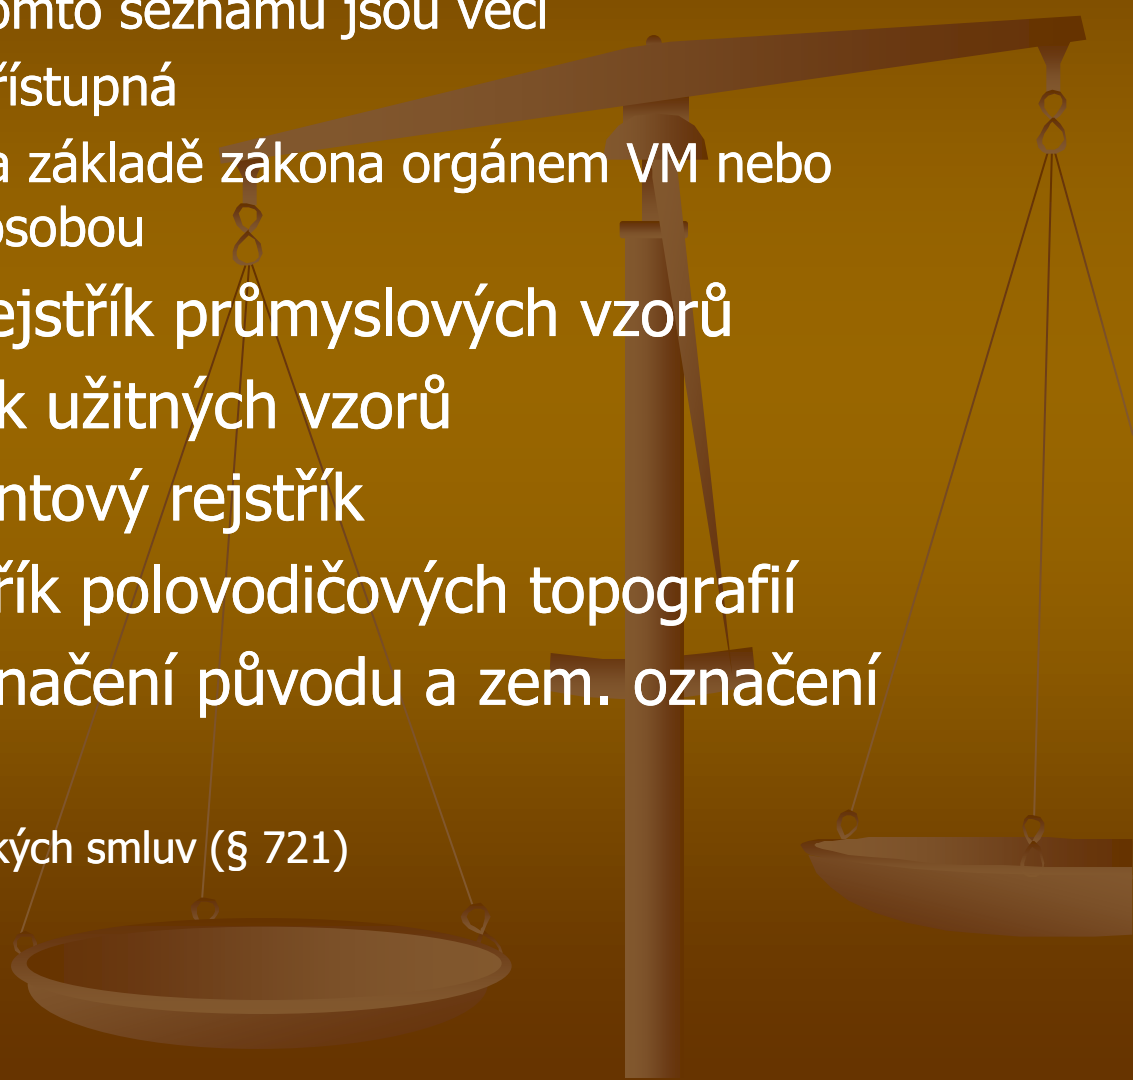 omto seznamu jsou věci
řístupná
a základě zákona orgánem VM nebo
osobou
ejstřík průmyslových vzorů
k užitných vzorů
ntový rejstřík
řík polovodičových topografií
načení původu a zem. označení
kých smluv (§ 721)